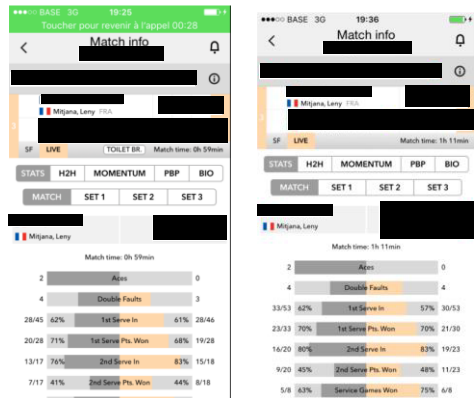 BASE 3G 19:25
Toucher pour revenir à l'appel 00:28
Match info
Mitjana, Leny FRA
3
SF LIVE TOILET BR. Match time: 0h 59min
STATS H2H MOMENTUM PBP BIO
MATCH SET 1 SET 2 SET 3
Mitjana, Leny
Match time: 0h 59min
2 Aces 0
4 Double Faults 3
28/45 62% 1st Serve In 61% 28/46
20/28 71% 1st Serve Pts. Won 68% 19/28
13/17 76% 2nd Serve In 83% 15/18
7/17 41% 2nd Serve Pts. Won 44% 8/18
BASE 3G 19:36
Match info
Mitjana, Leny FRA
3
SF LIVE Match time: 1h 11min
STATS H2H MOMENTUM PBP BIO
MATCH SET 1 SET 2 SET 3
Mitjana, Leny
Match time: 1h 11min
2 Aces 0
4 Double Faults 4
33/53 62% 1st Serve In 57% 30/53
23/33 70% 1st Serve Pts. Won 70% 21/30
16/20 80% 2nd Serve In 83% 19/23
9/20 45% 2nd Serve Pts. Won 48% 11/23
5/8 63% Service Games Won 75% 6/8